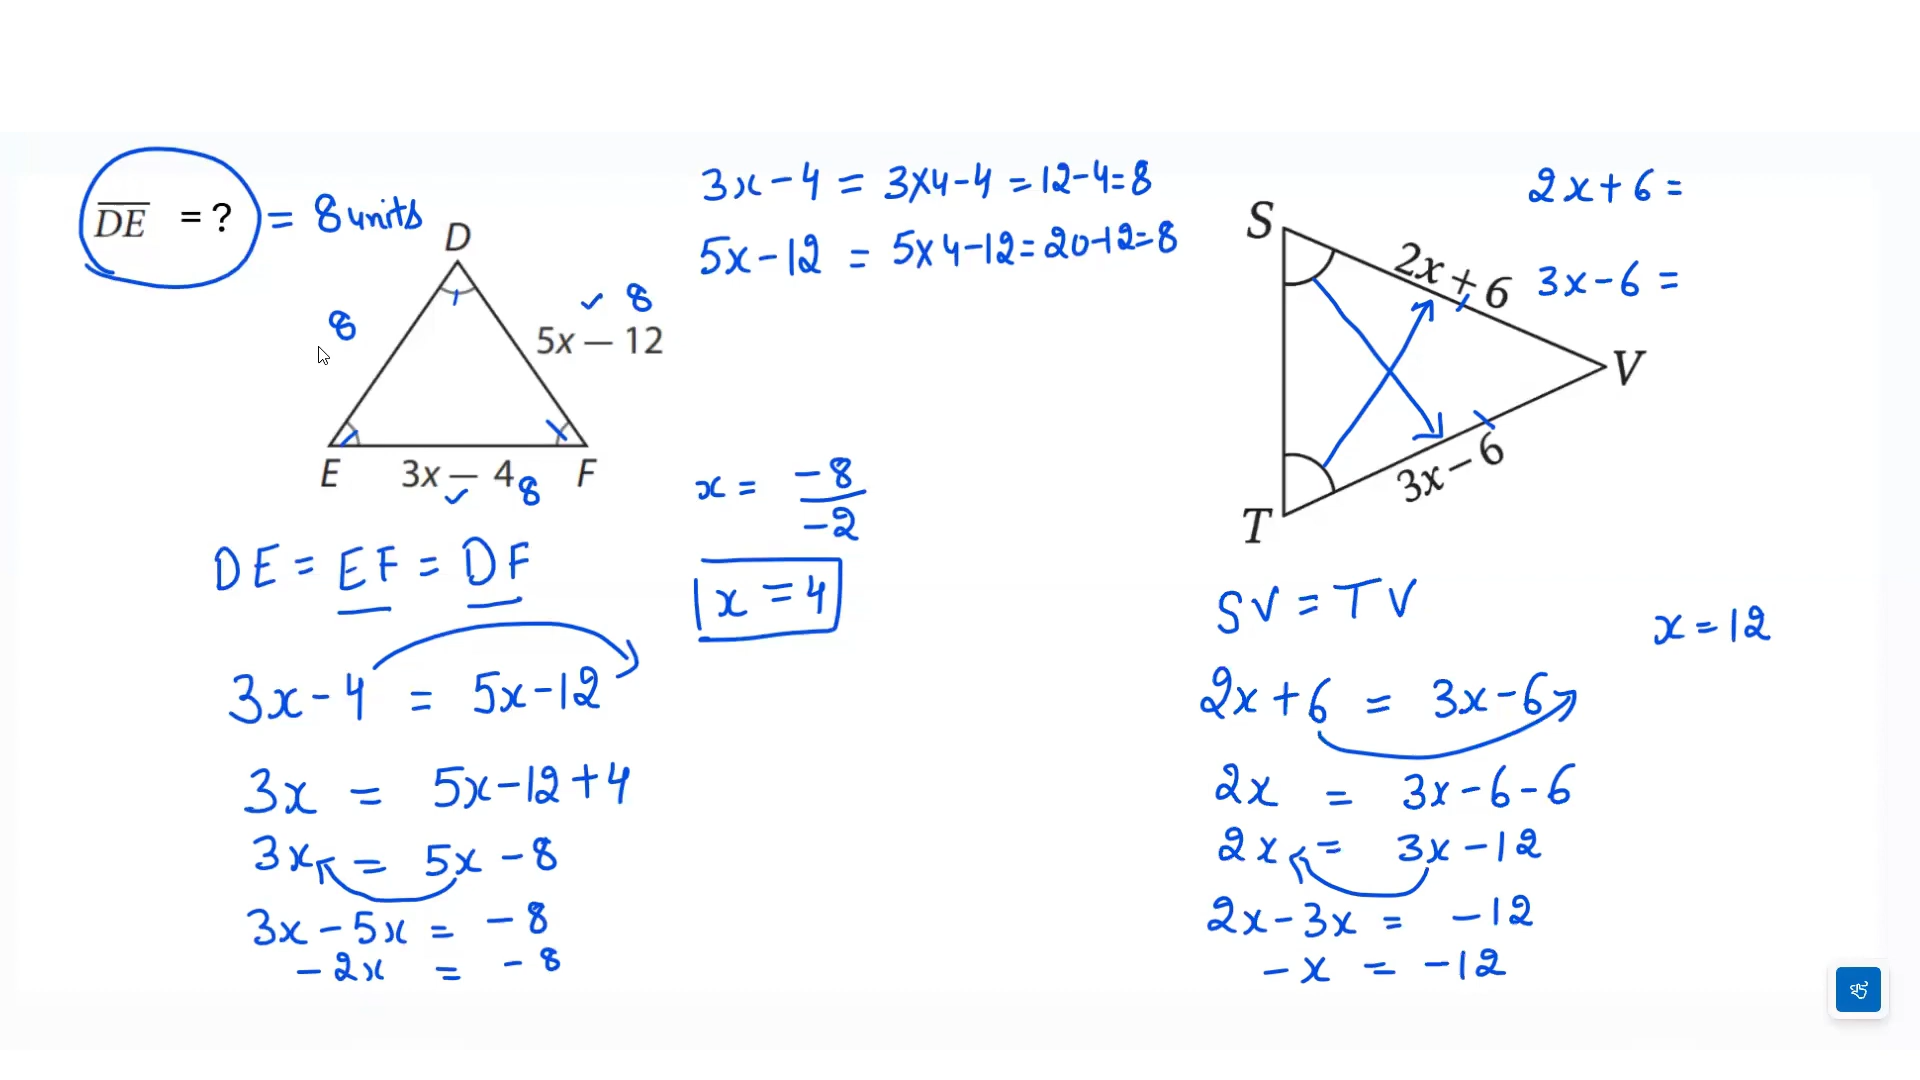 DE = ? = 8 units
D
8
8
5x — 12
E 3x — 4 8 F
DE = EF = DF
3x - 4 = 5x - 12
3x = 5x - 12 + 4
3x = 5x - 8
3x - 5x = - 8
- 2x = - 8
3x - 4 = 3x4 - 4 = 12 - 4 = 8
5x - 12 = 5x4 - 12 = 20 - 12 = 8
x = -8
-2
x = 4
S
2x + 6
V
3x - 6
T
2x + 6 =
3x - 6 =
SV = TV
2x + 6 = 3x - 6
2x = 3x - 6 - 6
2x = 3x - 12
2x - 3x = - 12
- x = - 12
x = 12